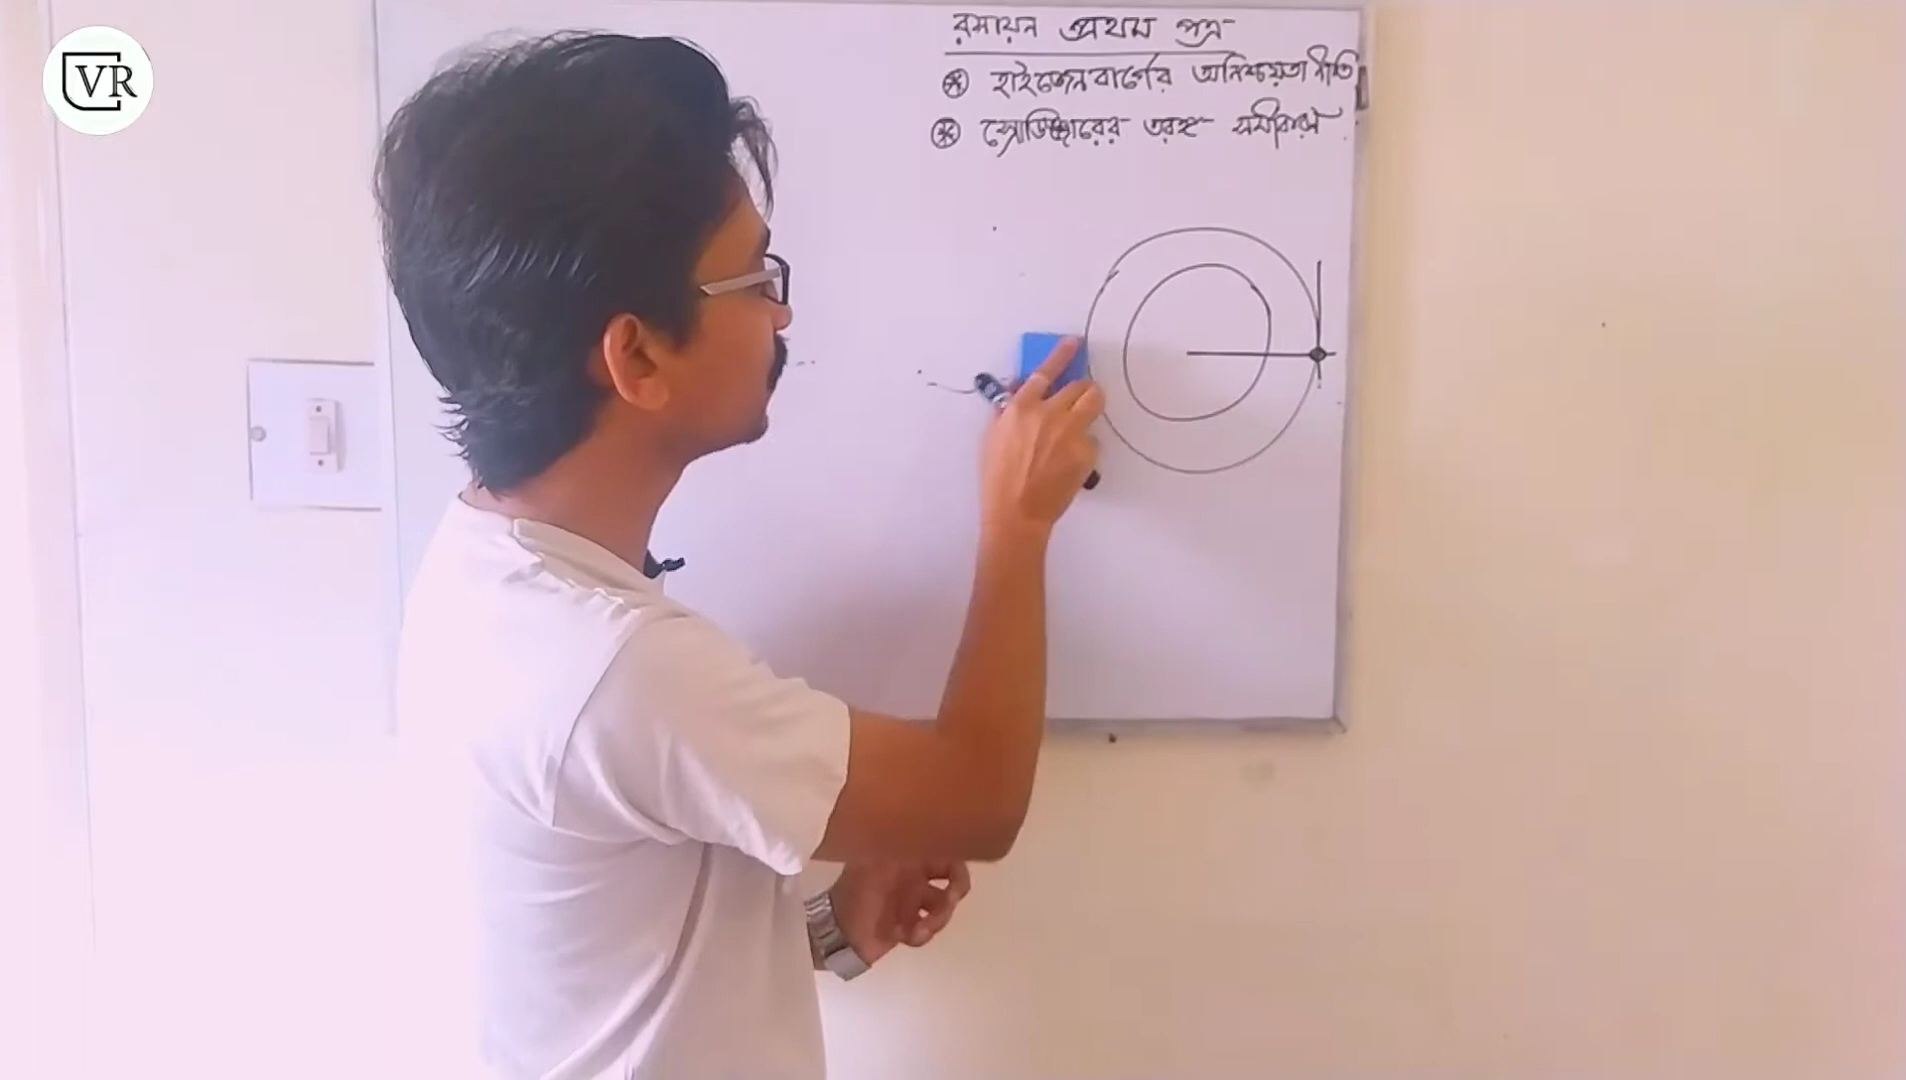 VR
রসায়ন প্রথম পত্র
হাইজেনবার্গের অনিশ্চয়তা নীতি
স্রোডিঞ্জারের তরঙ্গ সমীকরণ